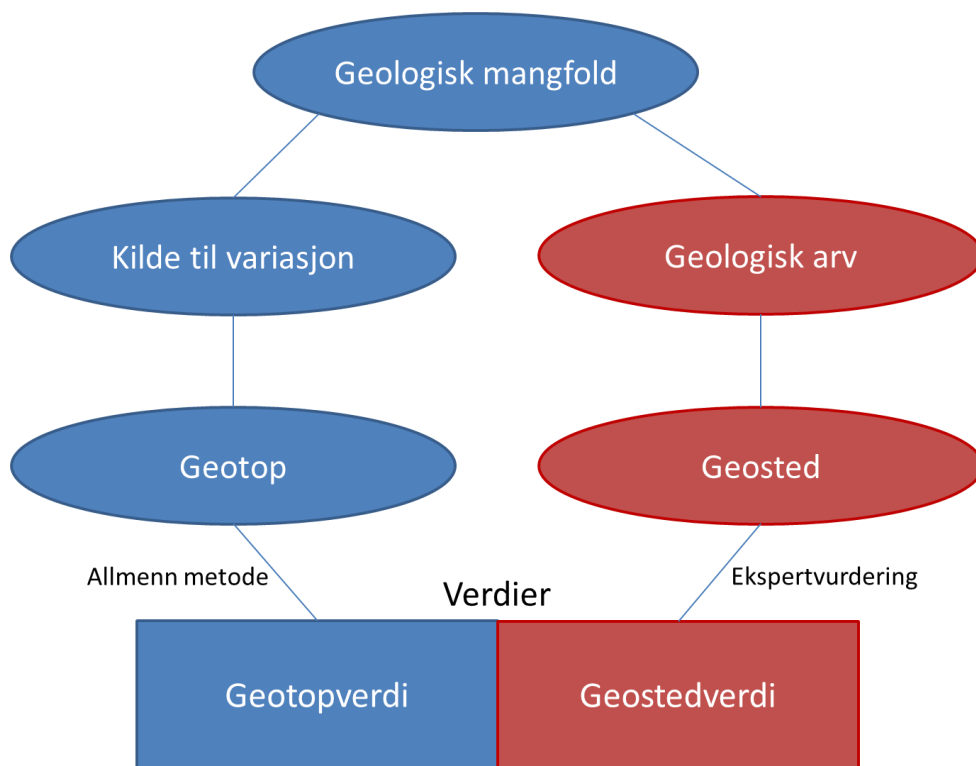 Geologisk mangfold
Kilde til variasjon
Geologisk arv
Geotop
Geosted
Allmenn metode
Ekspertvurdering
Verdier
Geotopverdi
Geostedverdi